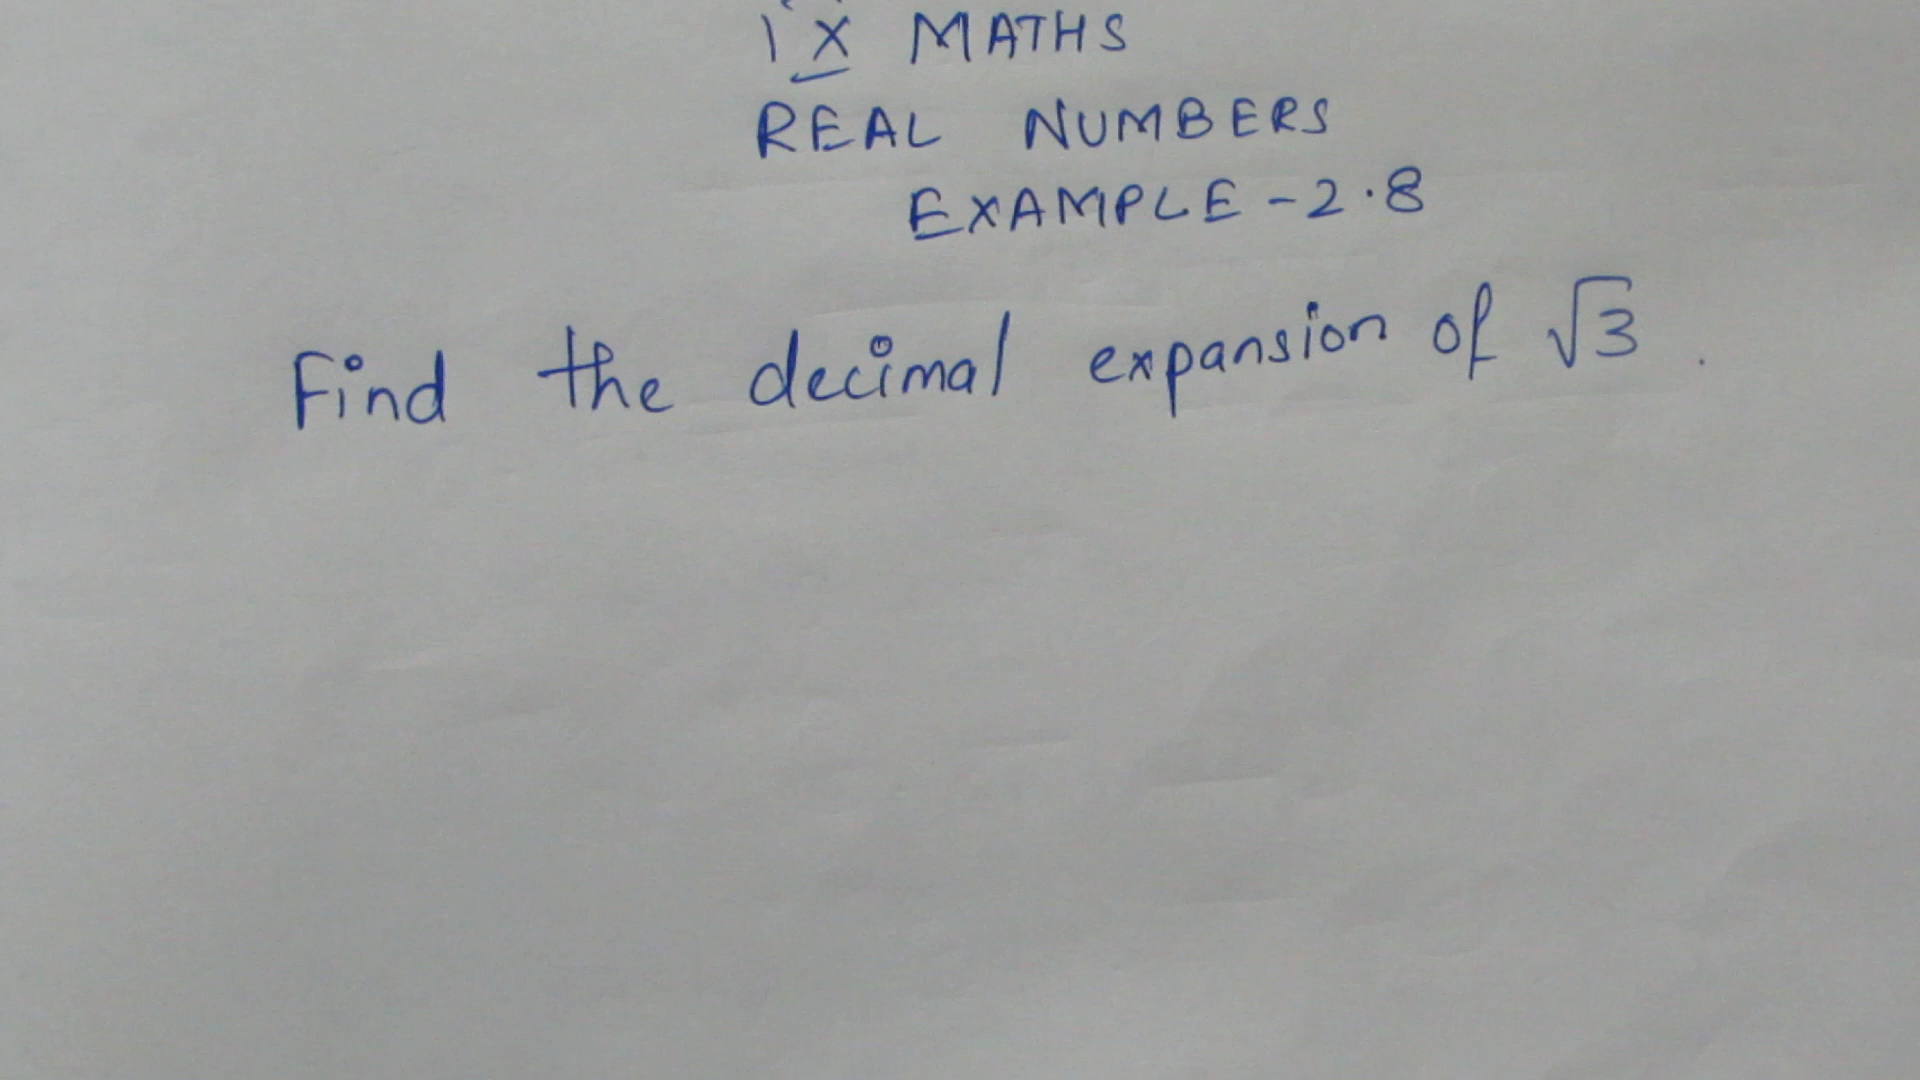 IX MATHS
REAL NUMBERS
EXAMPLE - 2.8
Find the decimal expansion of √3.